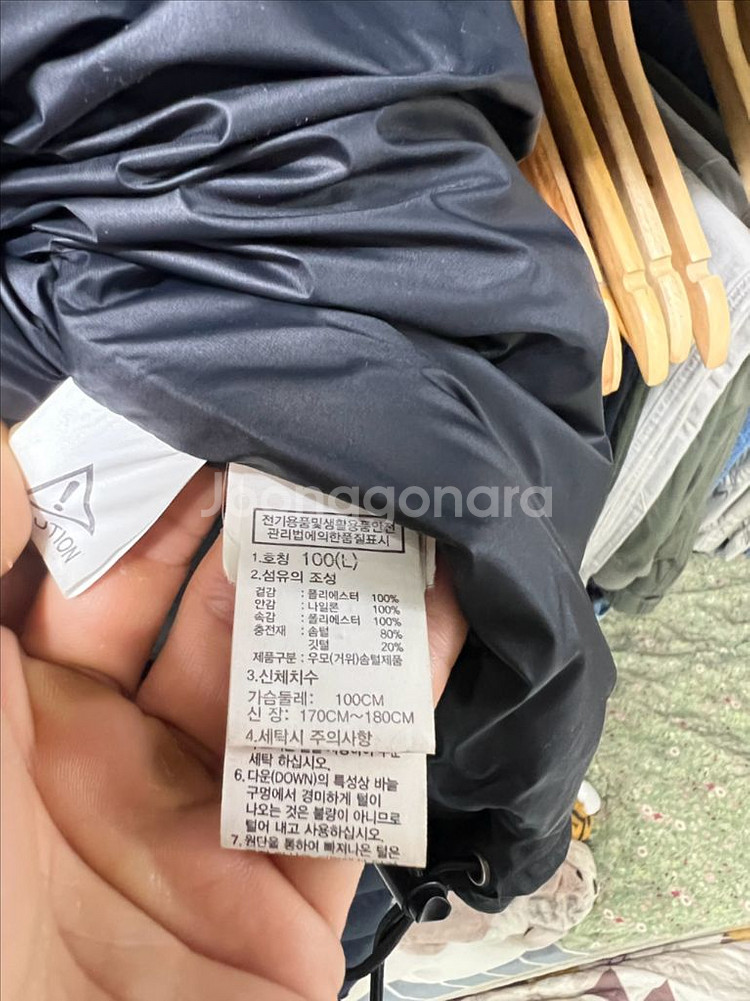 Joonggonara
CAUTION
전기용품및생활용품안전
관리법에의한품질표시
1.호칭 100(L)
2.섬유의 조성
겉감 : 폴리에스터 100%
안감 : 나일론 100%
속감 : 폴리에스터 100%
충전재 : 솜털 80%
깃털 20%
제품구분 : 우모(거위)솜털제품
3.신체치수
가슴둘레: 100CM
신 장: 170CM~180CM
4.세탁시 주의사항
세탁 하십시오.
6. 다운(DOWN)의 특성상 바늘
구멍에서 경미하게 털이
나오는 것은 불량이 아니므로
털어 내고 사용하십시오.
7. 원단을 통하여 빠져나온 털은